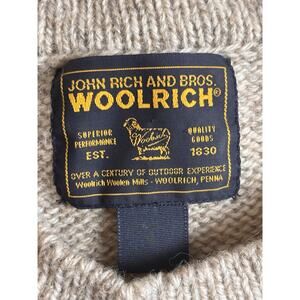 JOHN RICH AND BROS.
WOOLRICH®
SUPERIOR PERFORMANCE
Woolrich
QUALITY GOODS
EST. 1830
OVER A CENTURY OF OUTDOOR EXPERIENCE
Woolrich Woolen Mills - WOOLRICH, PENNA